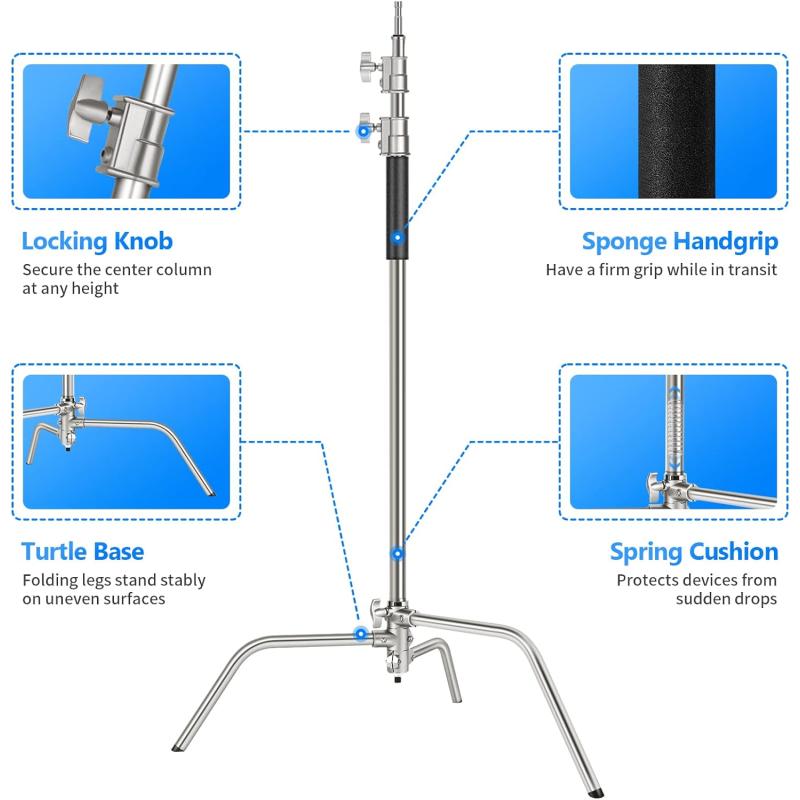 Locking Knob
Secure the center column
at any height
Sponge Handgrip
Have a firm grip while in transit
Turtle Base
Folding legs stand stably
on uneven surfaces
Spring Cushion
Protects devices from
sudden drops